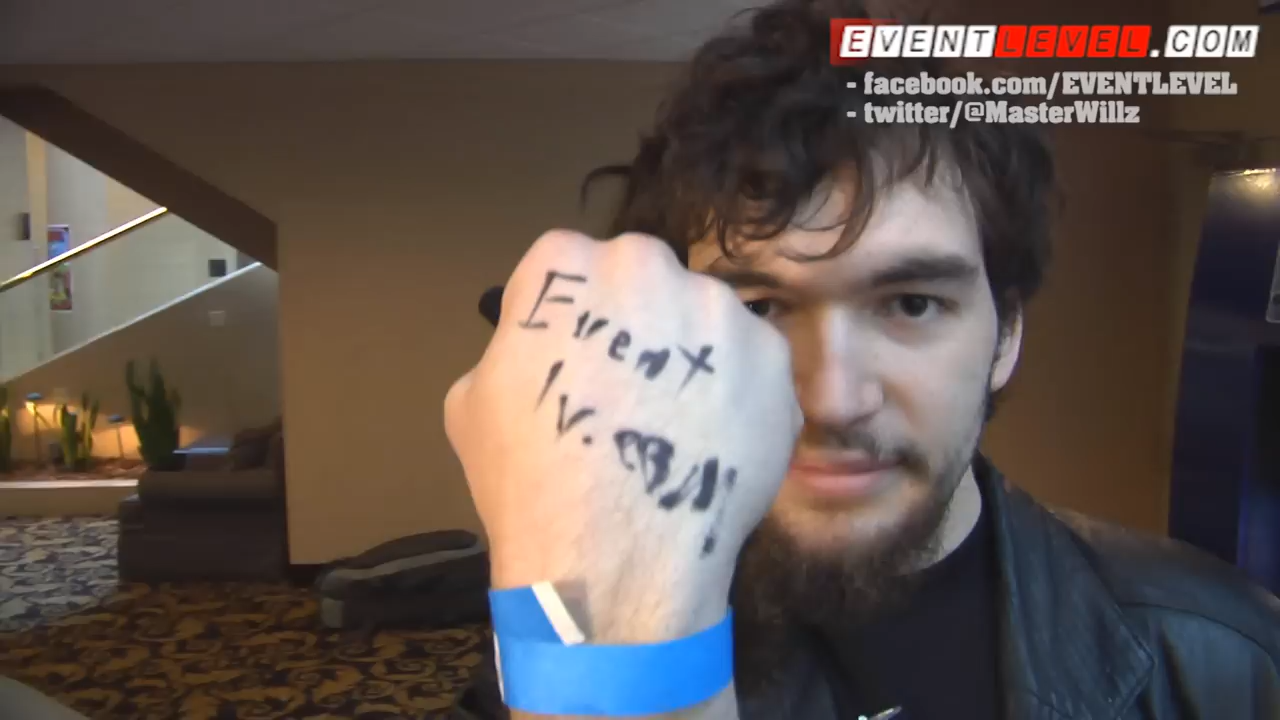 EVENTLEVEL.COM
- facebook.com/EVENTLEVEL
- twitter/@MasterWillz
Event
lv.